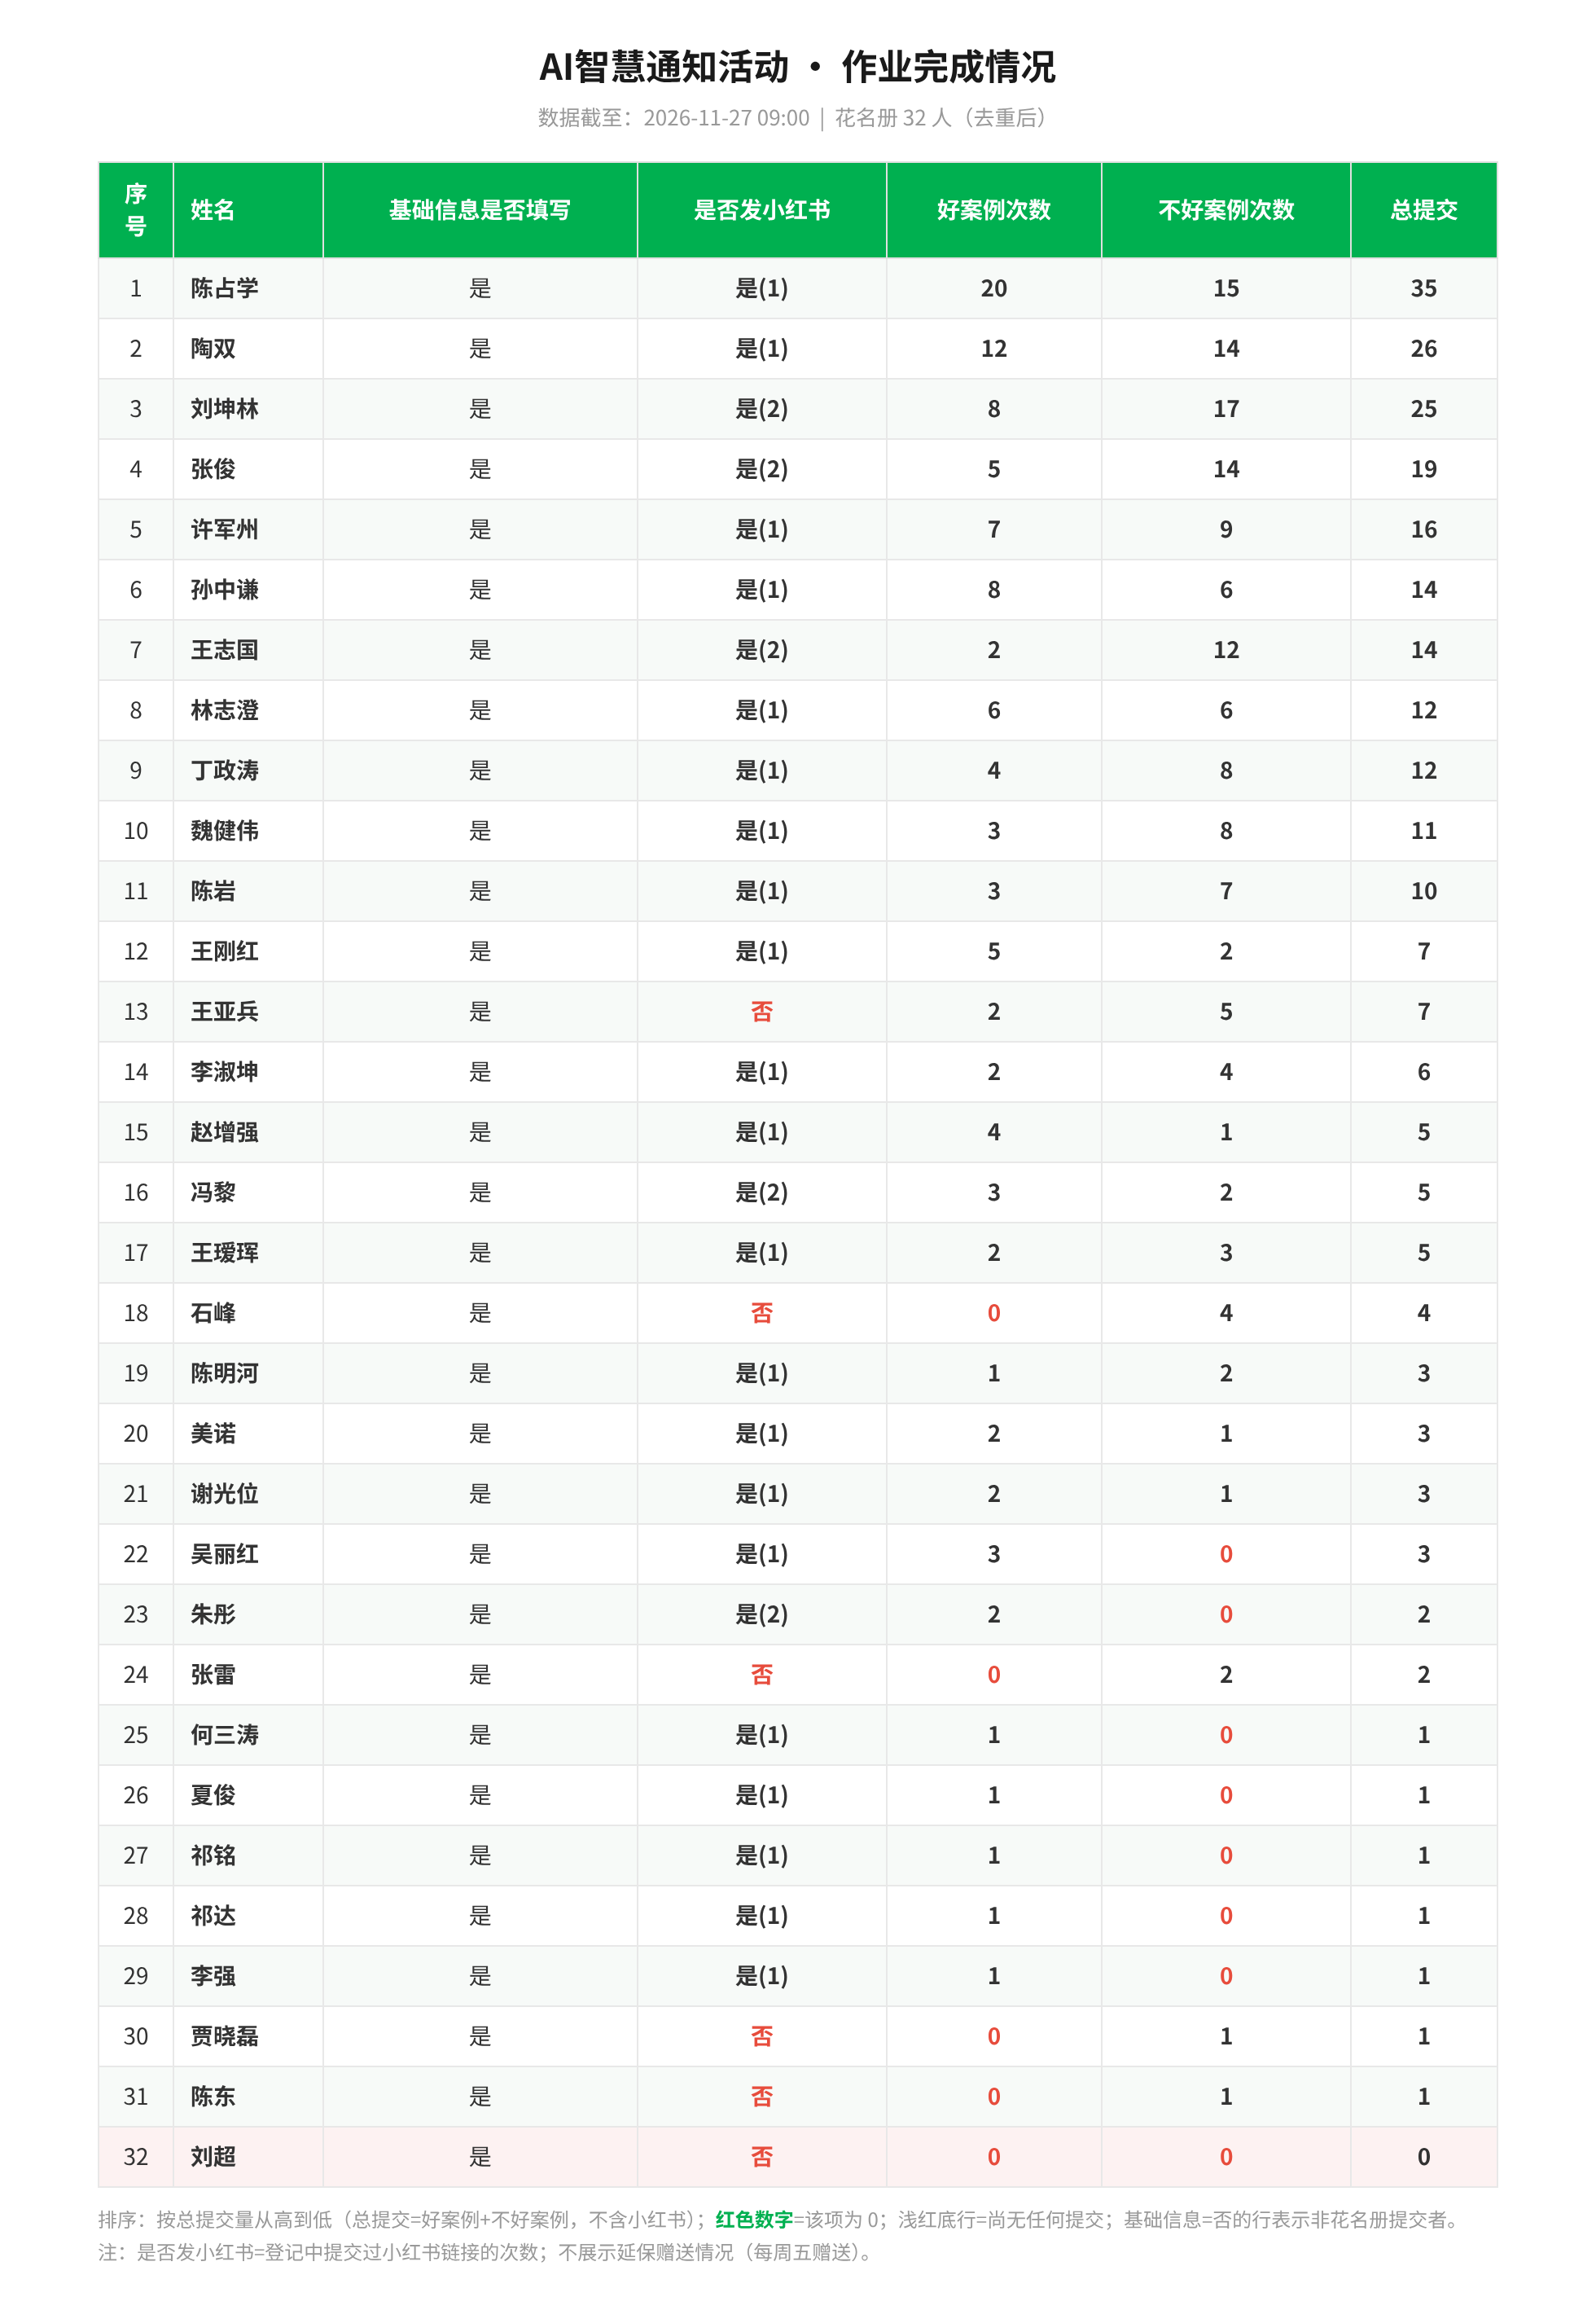 AI智慧通知活动 · 作业完成情况
数据截至：2026-11-27 09:00 | 花名册 32 人（去重后）
序号 姓名 基础信息是否填写 是否发小红书 好案例次数 不好案例次数 总提交
1 陈占学 是 是(1) 20 15 35
2 陶双 是 是(1) 12 14 26
3 刘坤林 是 是(2) 8 17 25
4 张俊 是 是(2) 5 14 19
5 许军州 是 是(1) 7 9 16
6 孙中谦 是 是(1) 8 6 14
7 王志国 是 是(2) 2 12 14
8 林志澄 是 是(1) 6 6 12
9 丁政涛 是 是(1) 4 8 12
10 魏健伟 是 是(1) 3 8 11
11 陈岩 是 是(1) 3 7 10
12 王刚红 是 是(1) 5 2 7
13 王亚兵 是 否 2 5 7
14 李淑坤 是 是(1) 2 4 6
15 赵增强 是 是(1) 4 1 5
16 冯黎 是 是(2) 3 2 5
17 王瑷珲 是 是(1) 2 3 5
18 石峰 是 否 0 4 4
19 陈明河 是 是(1) 1 2 3
20 美诺 是 是(1) 2 1 3
21 谢光位 是 是(1) 2 1 3
22 吴丽红 是 是(1) 3 0 3
23 朱彤 是 是(2) 2 0 2
24 张雷 是 否 0 2 2
25 何三涛 是 是(1) 1 0 1
26 夏俊 是 是(1) 1 0 1
27 祁铭 是 是(1) 1 0 1
28 祁达 是 是(1) 1 0 1
29 李强 是 是(1) 1 0 1
30 贾晓磊 是 否 0 1 1
31 陈东 是 否 0 1 1
32 刘超 是 否 0 0 0
排序：按总提交量从高到低（总提交=好案例+不好案例，不含小红书）；红色数字=该项为 0；浅红底行=尚无任何提交；基础信息=否的行表示非花名册提交者。
注：是否发小红书=登记中提交过小红书链接的次数；不展示延保赠送情况（每周五赠送）。